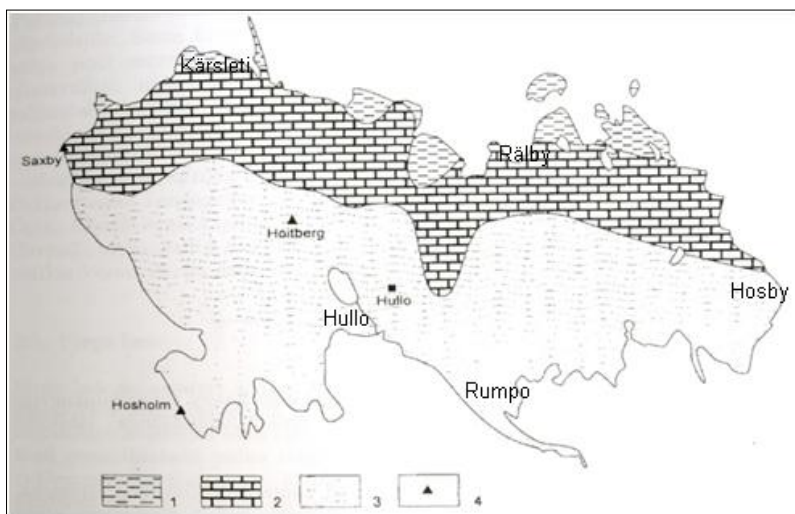 Kärsleti
Saxby
Rälby
Hoitberg
Hullo
Hosby
Hullo
Rumpo
Hosholm
1
2
3
4